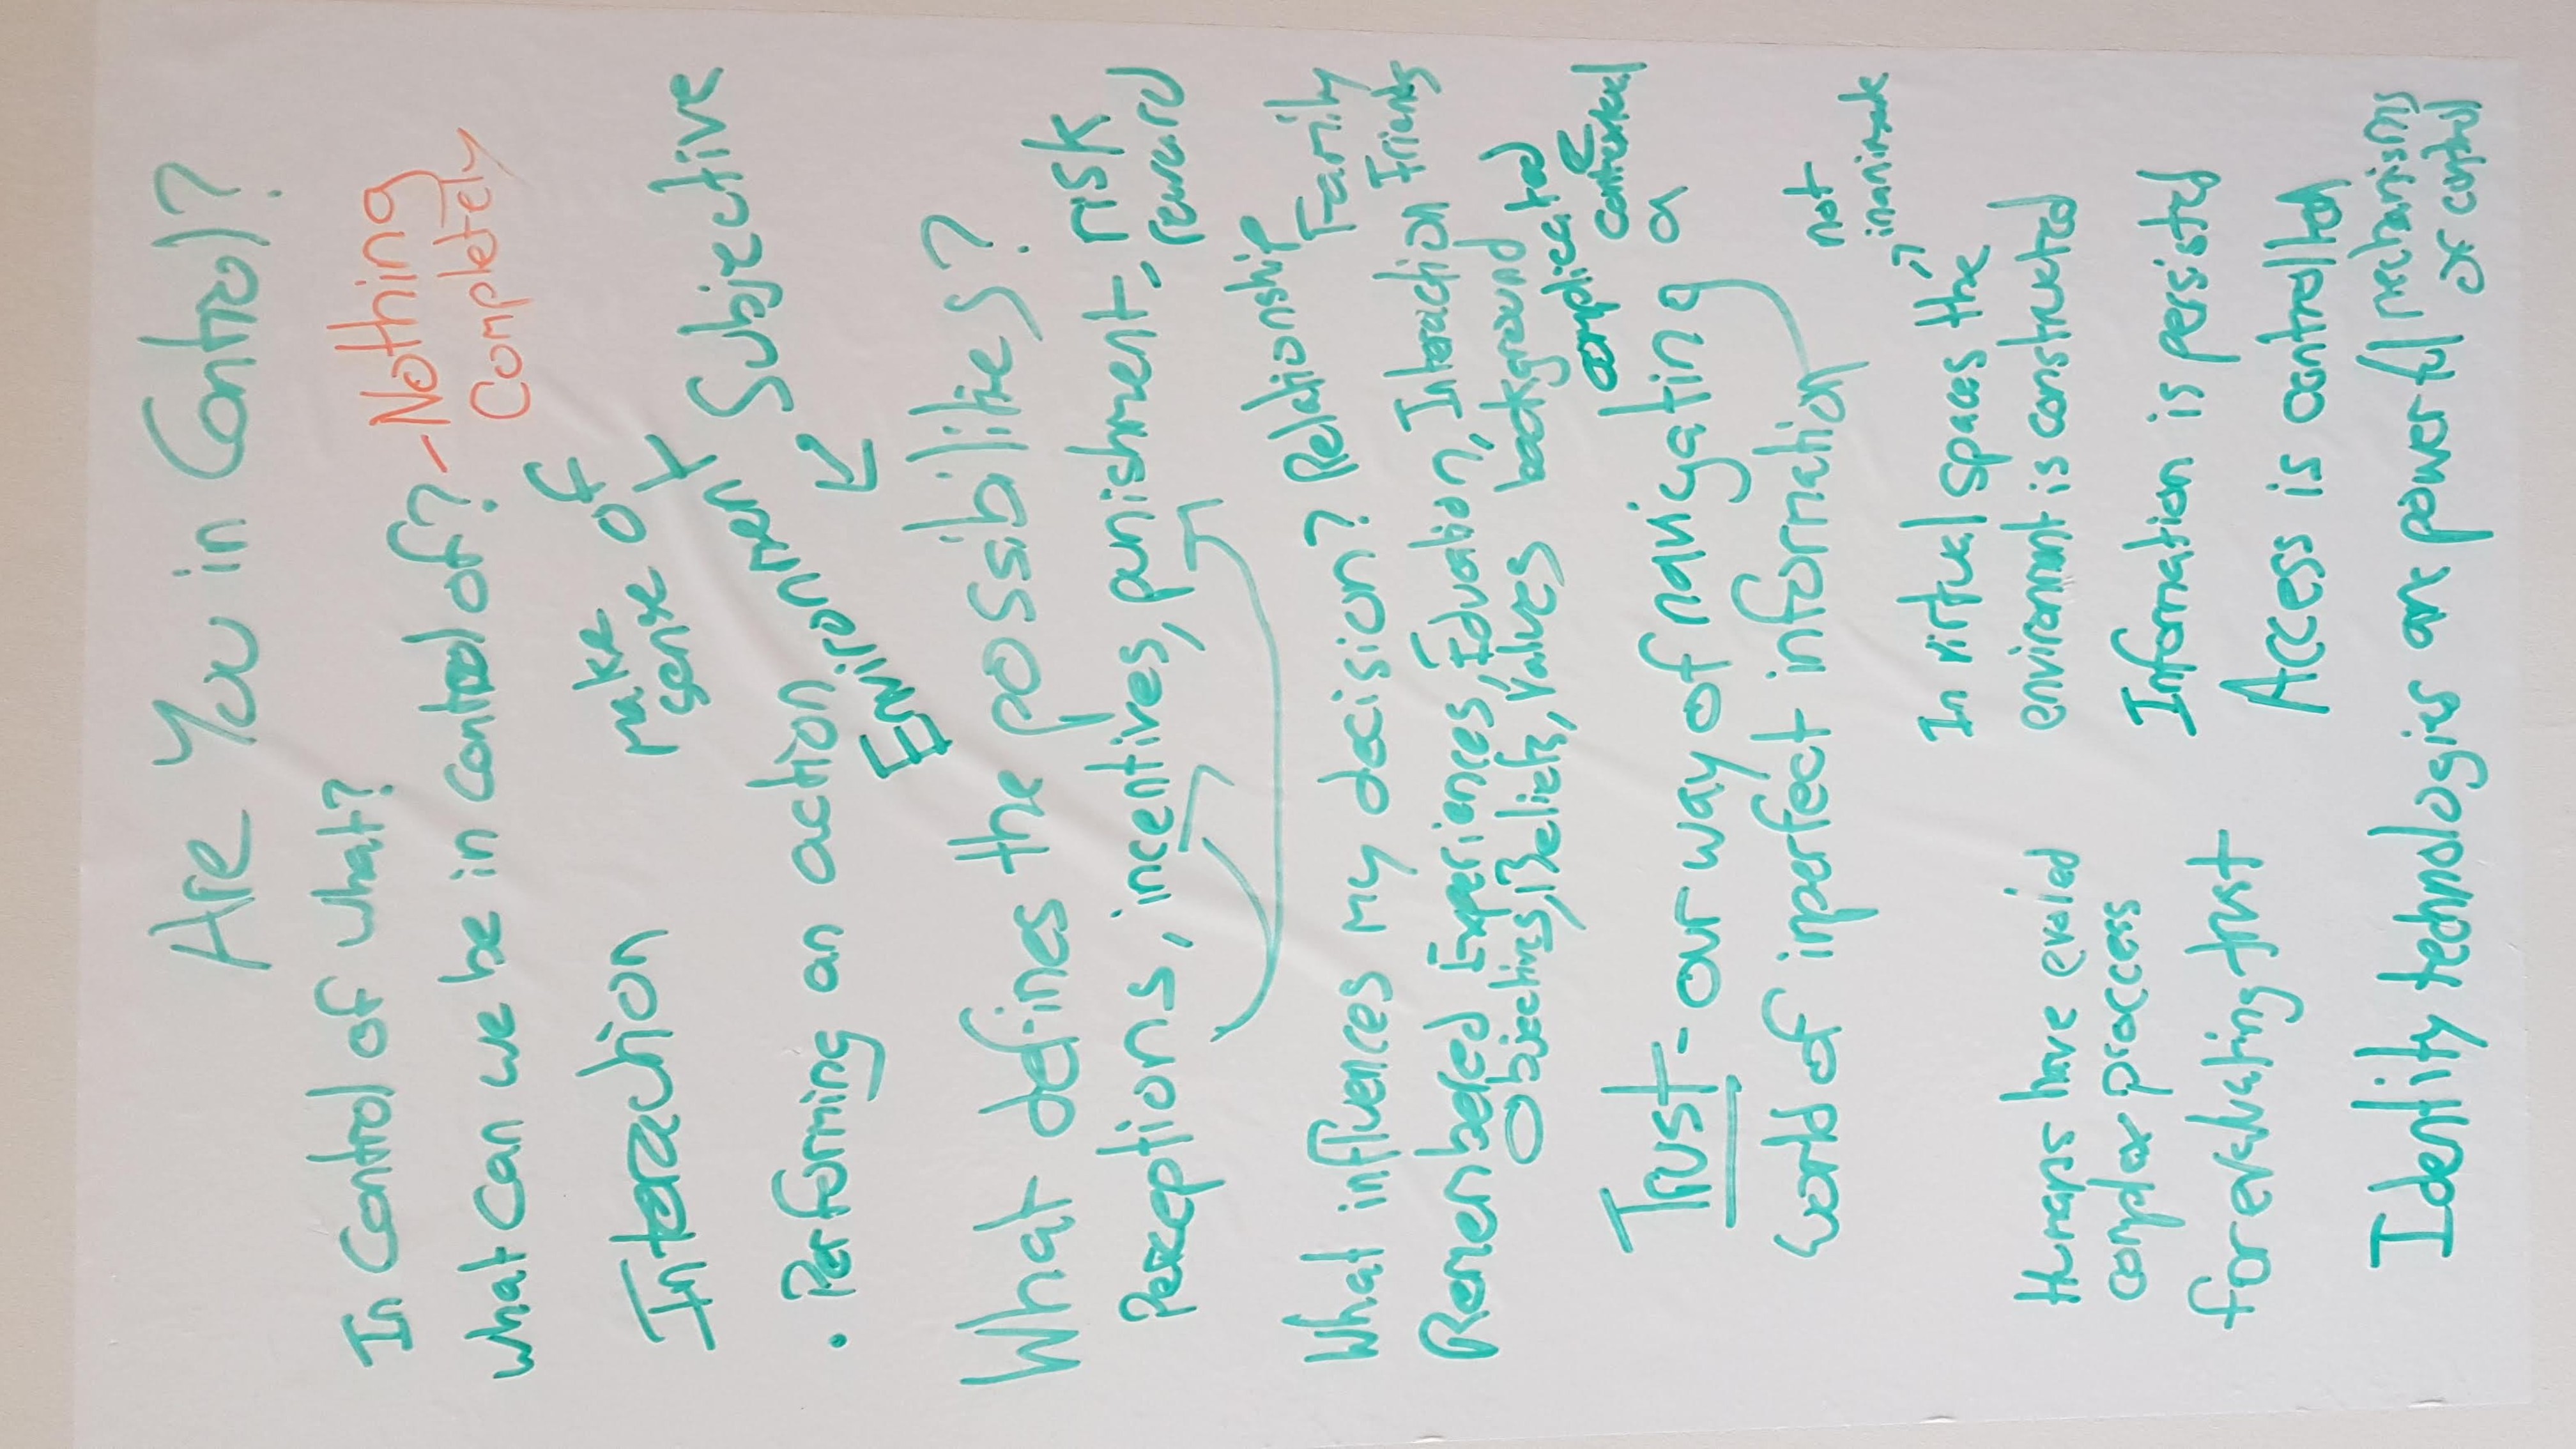 Are You in Control?
In Control of what?
what can we be in control of? - Nothing
Completely
Interaction
make
sense of
Environment
Subjective
. Performing an action
What defines the possibilities?
Perceptions, incentives, punishment, risk
reward
What influences my decision? Relationship
Family
Friends
Remembered Experiences, Education, Interaction
Objectives, Beliefs, Values background
complicated
contextual
Trust - our way of navigating a
world of inperfect information
not
inanimate
In virtual spaces the
environment is constructed
Humans have evoled
complex proccess
for evaluating trust
Information is persisted
Access is controlled
Identity technologies are powerful mechanisms
of control